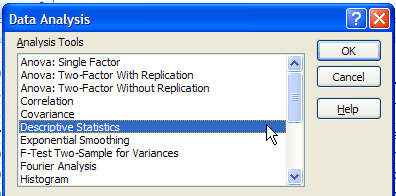 Data Analysis
Analysis Tools
Anova: Single Factor
Anova: Two-Factor With Replication
Anova: Two-Factor Without Replication
Correlation
Covariance
Descriptive Statistics
Exponential Smoothing
F-Test Two-Sample for Variances
Fourier Analysis
Histogram
OK
Cancel
Help